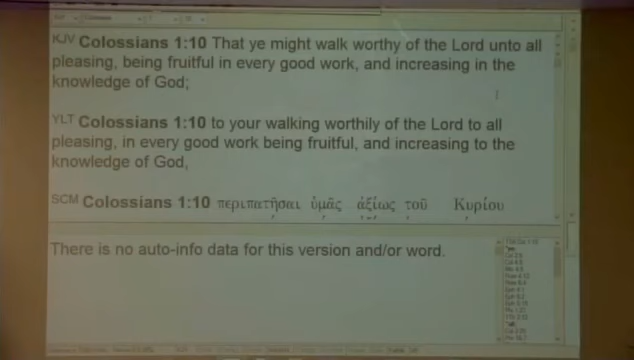 KJV Colossians 1:10 That ye might walk worthy of the Lord unto all
pleasing, being fruitful in every good work, and increasing in the
knowledge of God;
YLT Colossians 1:10 to your walking worthily of the Lord to all
pleasing, in every good work being fruitful, and increasing to the
knowledge of God,
SCM Colossians 1:10 περιπατῆσαι ὑμᾶς ἀξίως τοῦ Κυρίου
There is no auto-info data for this version and/or word.